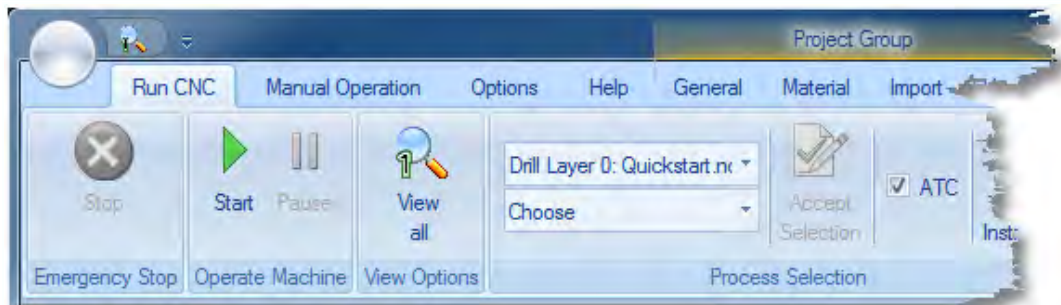 Project Group
Run CNC Manual Operation Options Help General Material Import
Drill Layer 0: Quickstart.nc
Choose
ATC
Stop Start Pause View all Accept Selection Inst
Emergency Stop Operate Machine View Options Process Selection